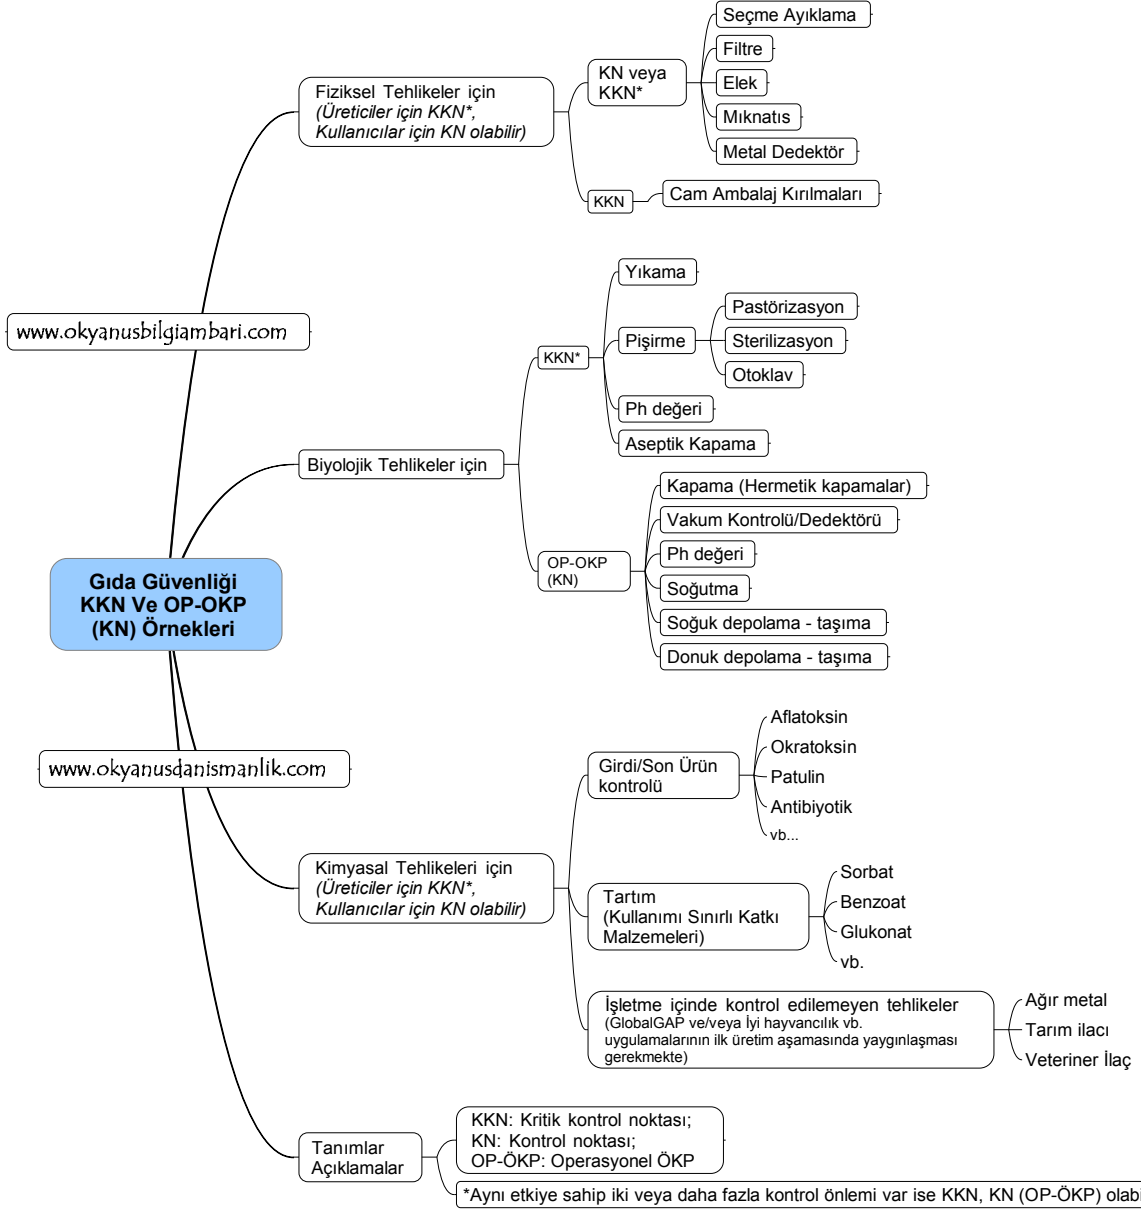 Seçme Ayıklama
Filtre
Elek
Mıknatıs
Metal Dedektör
KN veya
KKN*
Fiziksel Tehlikeler için
(Üreticiler için KKN*,
Kullanıcılar için KN olabilir)
KKN
Cam Ambalaj Kırılmaları
www.okyanusbilgiambari.com
Yıkama
Pişirme
Pastörizasyon
Sterilizasyon
Otoklav
KKN*
Ph değeri
Aseptik Kapama
Biyolojik Tehlikeler için
Kapama (Hermetik kapamalar)
Vakum Kontrolü/Dedektörü
OP-OKP
(KN)
Ph değeri
Soğutma
Soğuk depolama - taşıma
Donuk depolama - taşıma
Gıda Güvenliği
KKN Ve OP-OKP
(KN) Örnekleri
www.okyanusdanismanlik.com
Girdi/Son Ürün
kontrolü
Aflatoksin
Okratoksin
Patulin
Antibiyotik
vb...
Kimyasal Tehlikeleri için
(Üreticiler için KKN*,
Kullanıcılar için KN olabilir)
Tartım
(Kullanımı Sınırlı Katkı
Malzemeleri)
Sorbat
Benzoat
Glukonat
vb.
İşletme içinde kontrol edilemeyen tehlikeler
(GlobalGAP ve/veya İyi hayvancılık vb.
uygulamalarının ilk üretim aşamasında yaygınlaşması
gerekmekte)
Ağır metal
Tarım ilacı
Veteriner İlaç
Tanımlar
Açıklamalar
KKN: Kritik kontrol noktası;
KN: Kontrol noktası;
OP-ÖKP: Operasyonel ÖKP
*Aynı etkiye sahip iki veya daha fazla kontrol önlemi var ise KKN, KN (OP-ÖKP) olabi